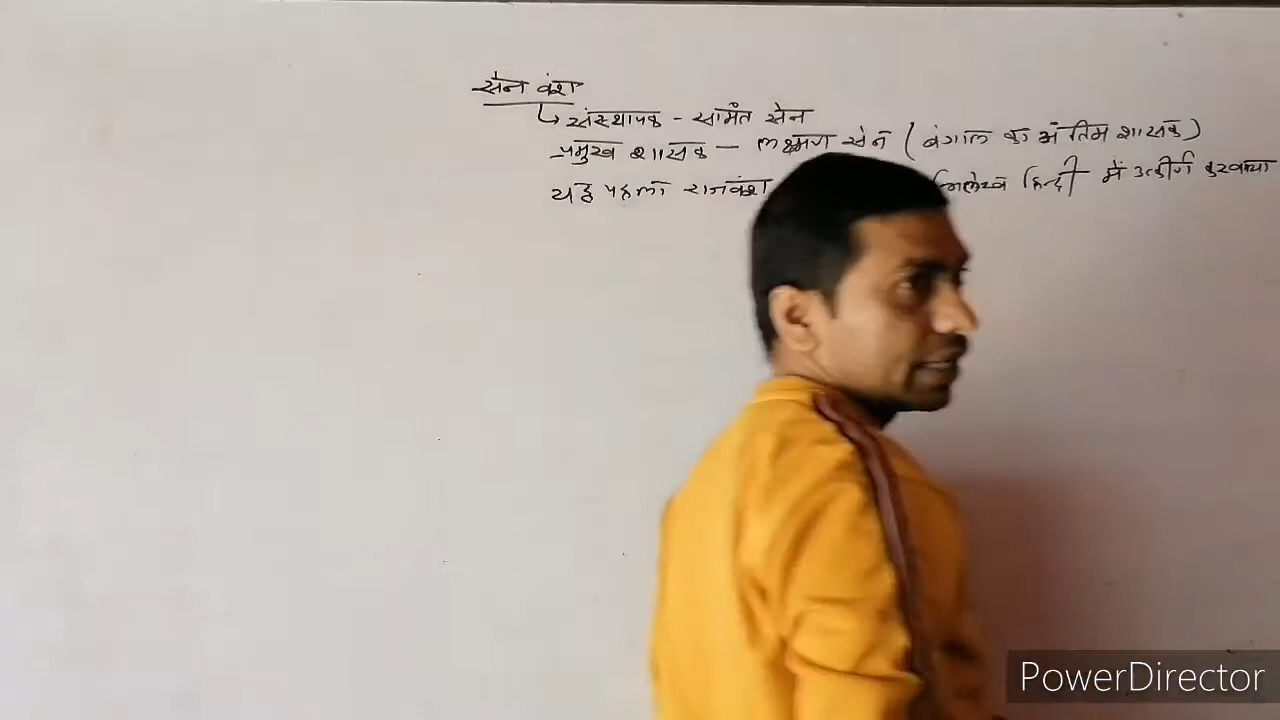 सेन वंश
संस्थापक - सामंत सेन
प्रमुख शासक – लक्ष्मण सेन (बंगाल का अंतिम शासक)
यह पहला राजवंश हिन्दी में उत्कीर्ण करवाया
PowerDirector